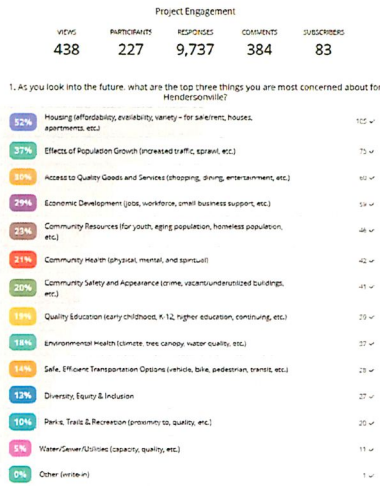 Project Engagement
VIEWS PARTICIPANTS RESPONSES COMMENTS SUBSCRIBERS
438 227 9,737 384 83
1. As you look into the future, what are the top three things you are most concerned about for
Hendersonville?
52% Housing (affordability, availability, variety – for sale/rent, houses,
apartments, etc.) 105 ✓
37% Effects of Population Growth (increased traffic, sprawl, etc.) 75 ✓
30% Access to Quality Goods and Services (shopping, dining, entertainment, etc.) 60 ✓
29% Economic Development (jobs, workforce, small business support, etc.) 59 ✓
23% Community Resources (for youth, aging population, homeless population,
etc.) 46 ✓
21% Community Health (physical, mental, and spiritual) 42 ✓
20% Community Safety and Appearance (crime, vacant/underutilized buildings,
etc.) 41 ✓
19% Quality Education (early childhood, K-12, higher education, continuing, etc.) 39 ✓
18% Environmental Health (climate, tree canopy, water quality, etc.) 37 ✓
14% Safe, Efficient Transportation Options (vehicle, bike, pedestrian, transit, etc.) 28 ✓
13% Diversity, Equity & Inclusion 27 ✓
10% Parks, Trails & Recreation (proximity to, quality, etc.) 20 ✓
5% Water/Sewer/Utilities (capacity, quality, etc.) 11 ✓
0% Other (write-in) 1 ✓